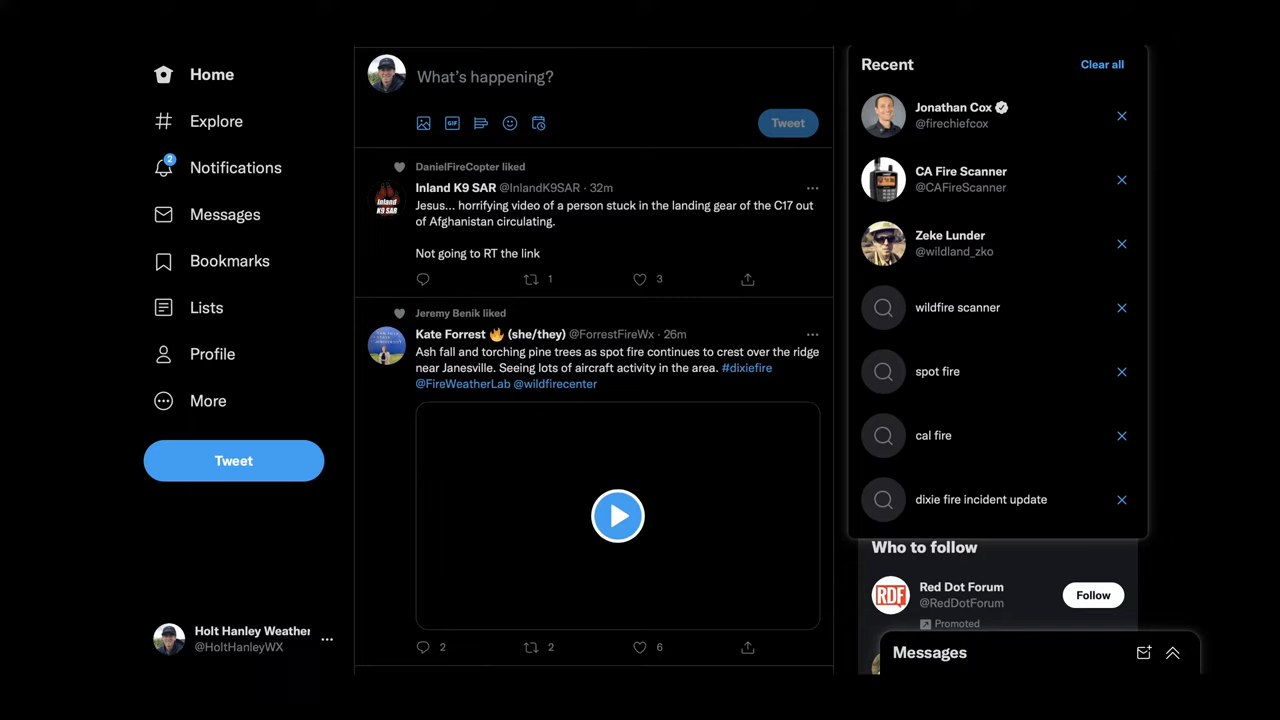 Home
Explore
2
Notifications
Messages
Bookmarks
Lists
Profile
More
Tweet
Holt Hanley Weather
@HoltHanleyWX
What's happening?
GIF
Tweet
DanielFireCopter liked
Inland K9 SAR @InlandK9SAR · 32m
Jesus... horrifying video of a person stuck in the landing gear of the C17 out
of Afghanistan circulating.
Not going to RT the link
1 3
Inland
K9 SAR
Jeremy Benik liked
Kate Forrest 🔥 (she/they) @ForrestFireWx · 26m
Ash fall and torching pine trees as spot fire continues to crest over the ridge
near Janesville. Seeing lots of aircraft activity in the area. #dixiefire
@FireWeatherLab @wildfirecenter
2 2 6
Recent Clear all
Jonathan Cox
@firechiefcox
CA Fire Scanner
@CAFireScanner
Zeke Lunder
@wildland_zko
wildfire scanner
spot fire
cal fire
dixie fire incident update
Who to follow
RDF
Red Dot Forum
@RedDotForum
Follow
Promoted
Messages